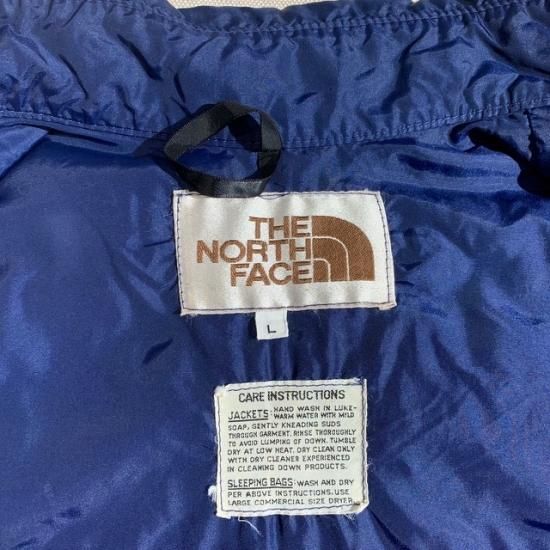 THE
NORTH
FACE
L
CARE INSTRUCTIONS
JACKETS: HAND WASH IN LUKE-
WARM WATER WITH MILD
SOAP, GENTLY KNEADING SUDS
THROUGH GARMENT. RINSE THOROUGHLY
TO AVOID LUMPING OF DOWN. TUMBLE
DRY AT LOW HEAT. DRY CLEAN ONLY
WITH DRY CLEANER EXPERIENCED
IN CLEANING DOWN PRODUCTS.
SLEEPING BAGS: WASH AND DRY
PER ABOVE INSTRUCTIONS. USE
LARGE COMMERCIAL SIZE DRYER.